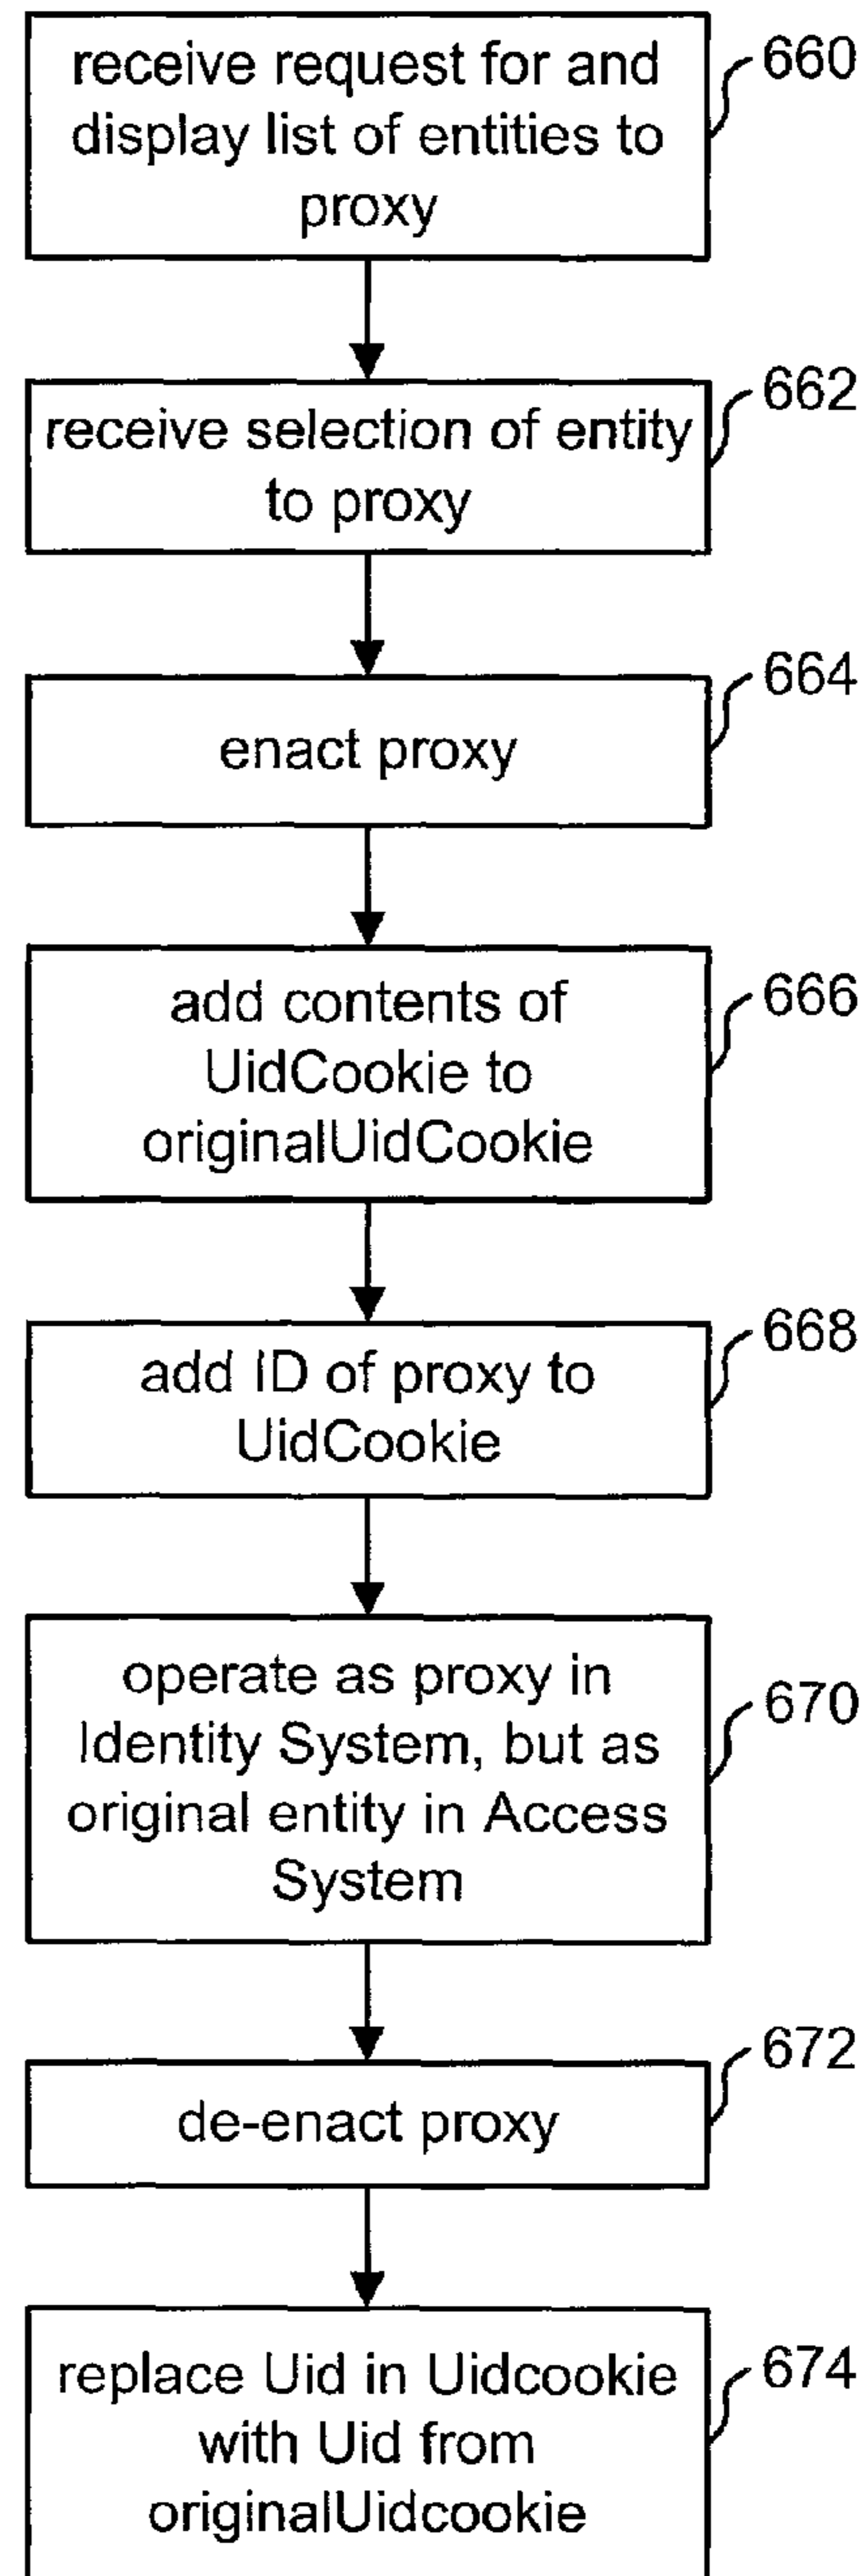 receive request for and
display list of entities to
proxy
660
receive selection of entity
to proxy
662
enact proxy
664
add contents of
UidCookie to
originalUidCookie
666
add ID of proxy to
UidCookie
668
operate as proxy in
Identity System, but as
original entity in Access
System
670
de-enact proxy
672
replace Uid in Uidcookie
with Uid from
originalUidcookie
674